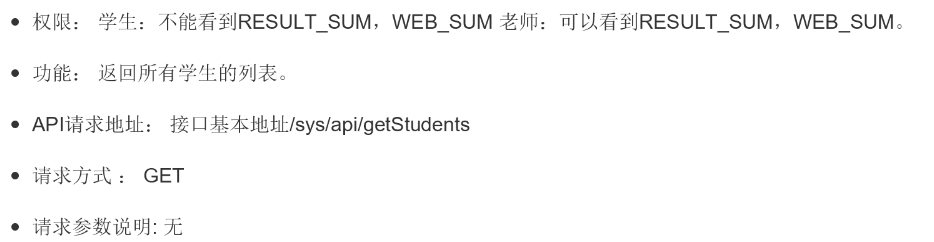 权限： 学生：不能看到RESULT_SUM，WEB_SUM 老师：可以看到RESULT_SUM，WEB_SUM。
功能： 返回所有学生的列表。
API请求地址： 接口基本地址/sys/api/getStudents
请求方式 ： GET
请求参数说明: 无